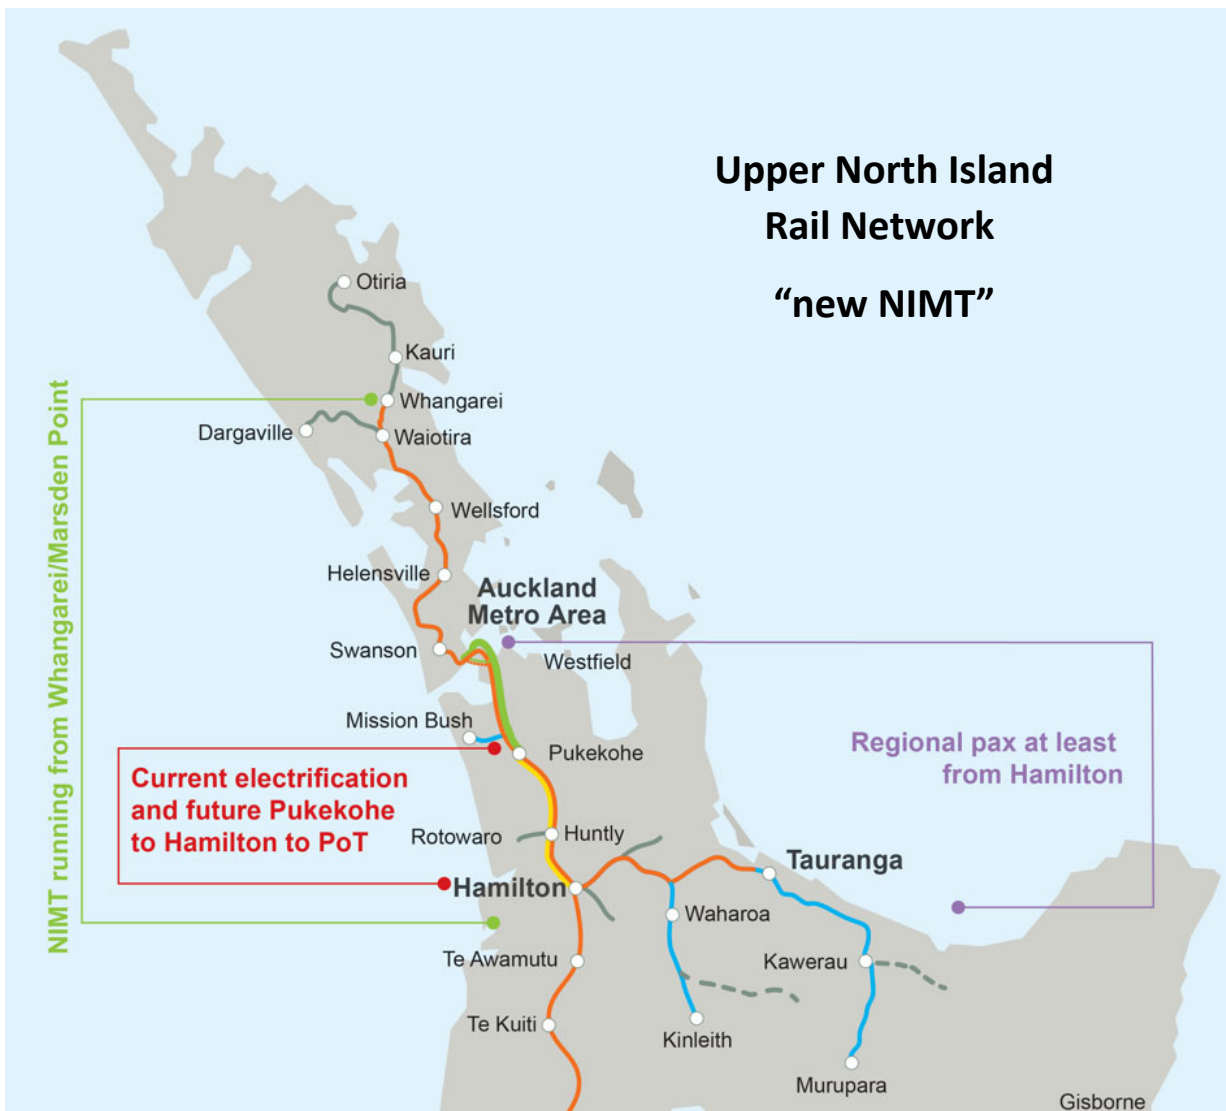 Upper North Island
Rail Network
“new NIMT”
Otiria
Kauri
Whangarei
Dargaville
Waiotira
Wellsford
Helensville
Auckland
Metro Area
Swanson
Westfield
Mission Bush
Pukekohe
NIMT running from Whangarei/Marsden Point
Regional pax at least
from Hamilton
Current electrification
and future Pukekohe
to Hamilton to PoT
Rotowaro
Huntly
Tauranga
Hamilton
Waharoa
Te Awamutu
Kawerau
Te Kuiti
Kinleith
Murupara
Gisborne